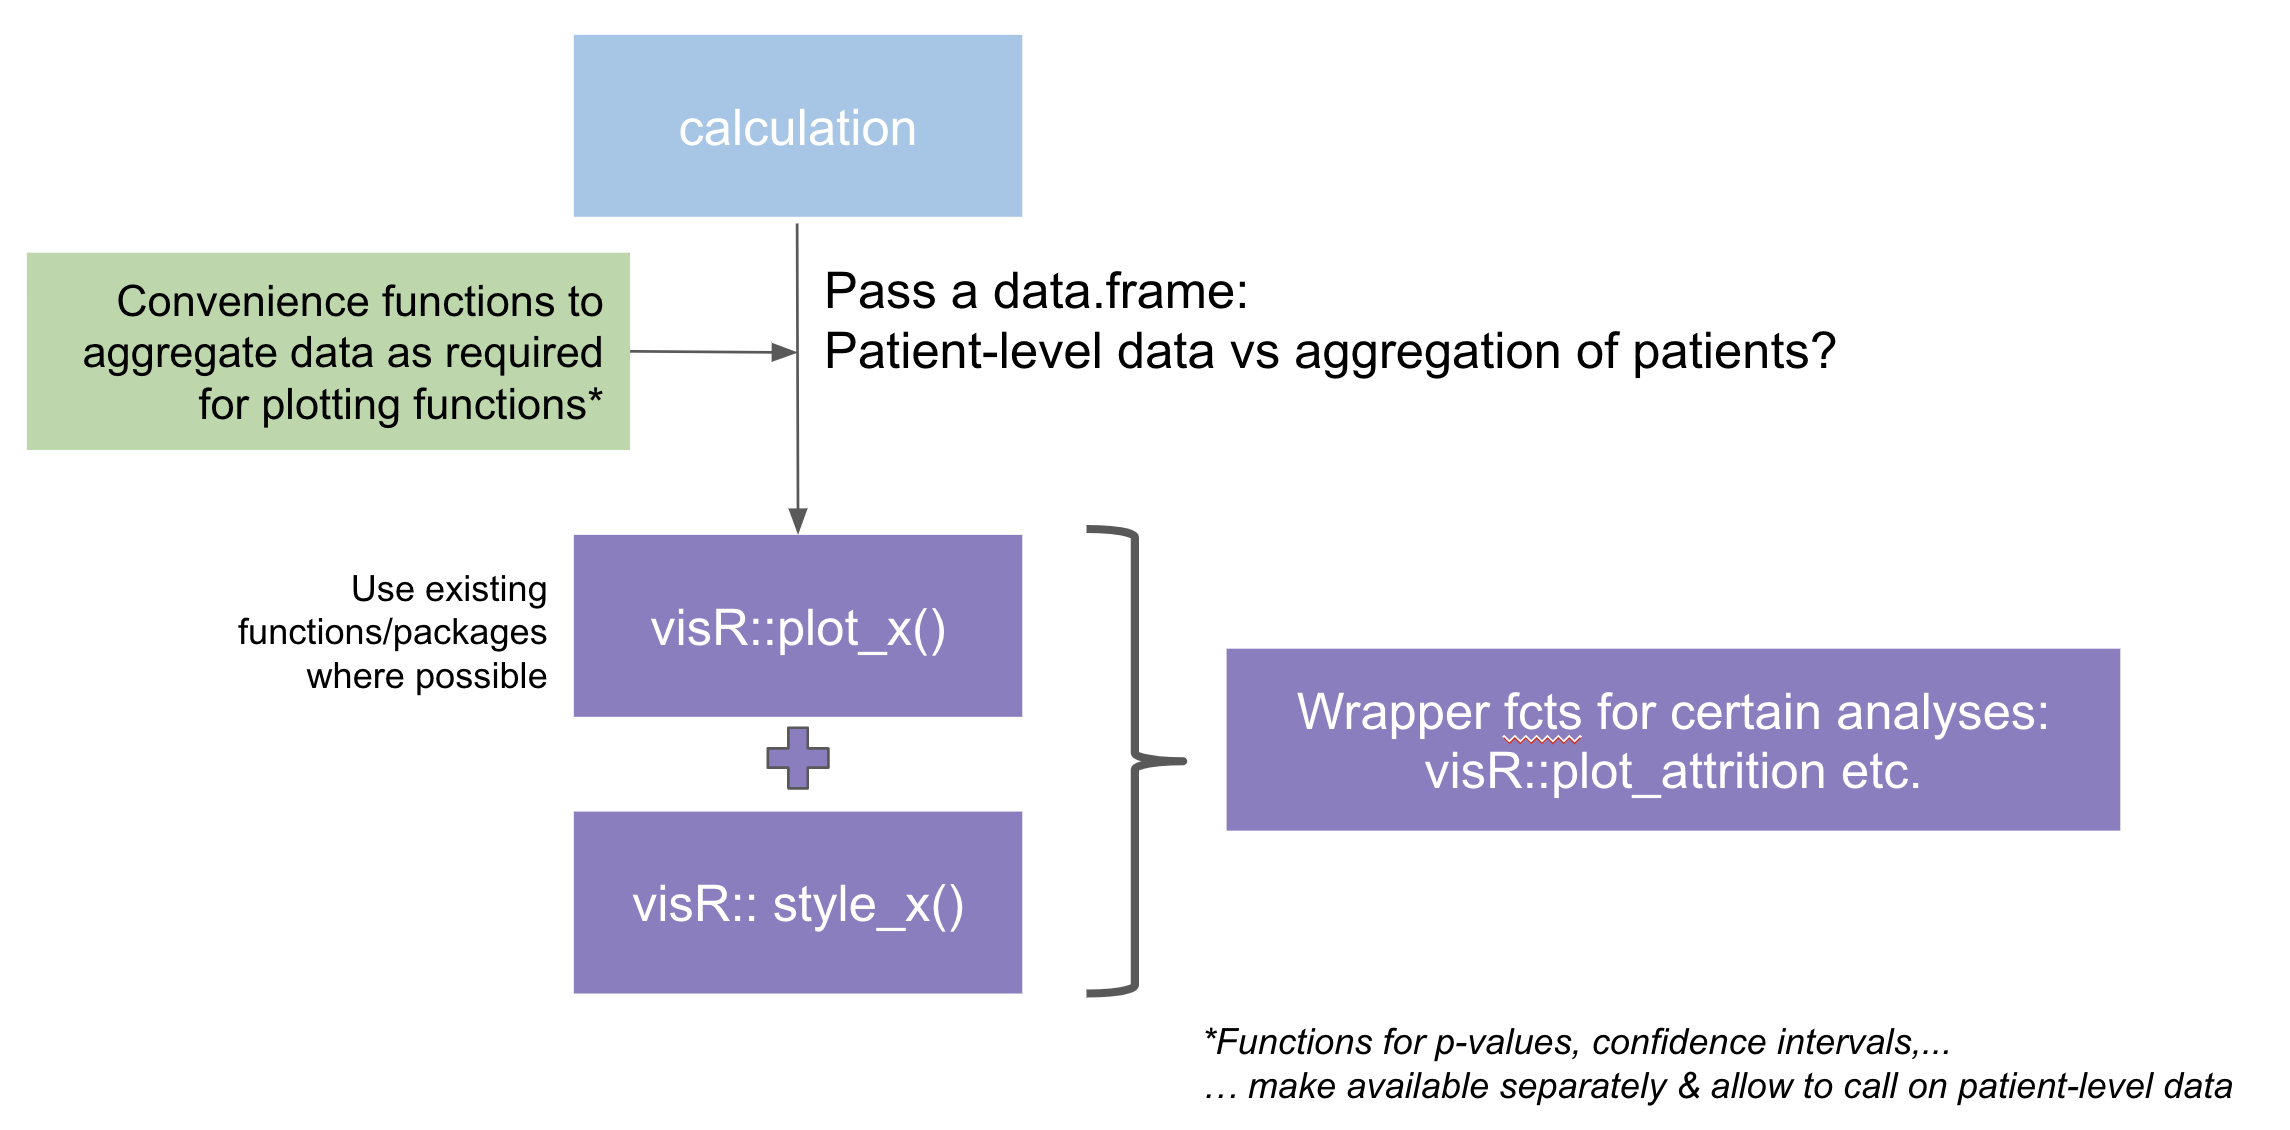 calculation
Convenience functions to
aggregate data as required
for plotting functions*
Pass a data.frame:
Patient-level data vs aggregation of patients?
Use existing
functions/packages
where possible
visR::plot_x()
visR:: style_x()
Wrapper fcts for certain analyses:
visR::plot_attrition etc.
*Functions for p-values, confidence intervals,...
… make available separately & allow to call on patient-level data